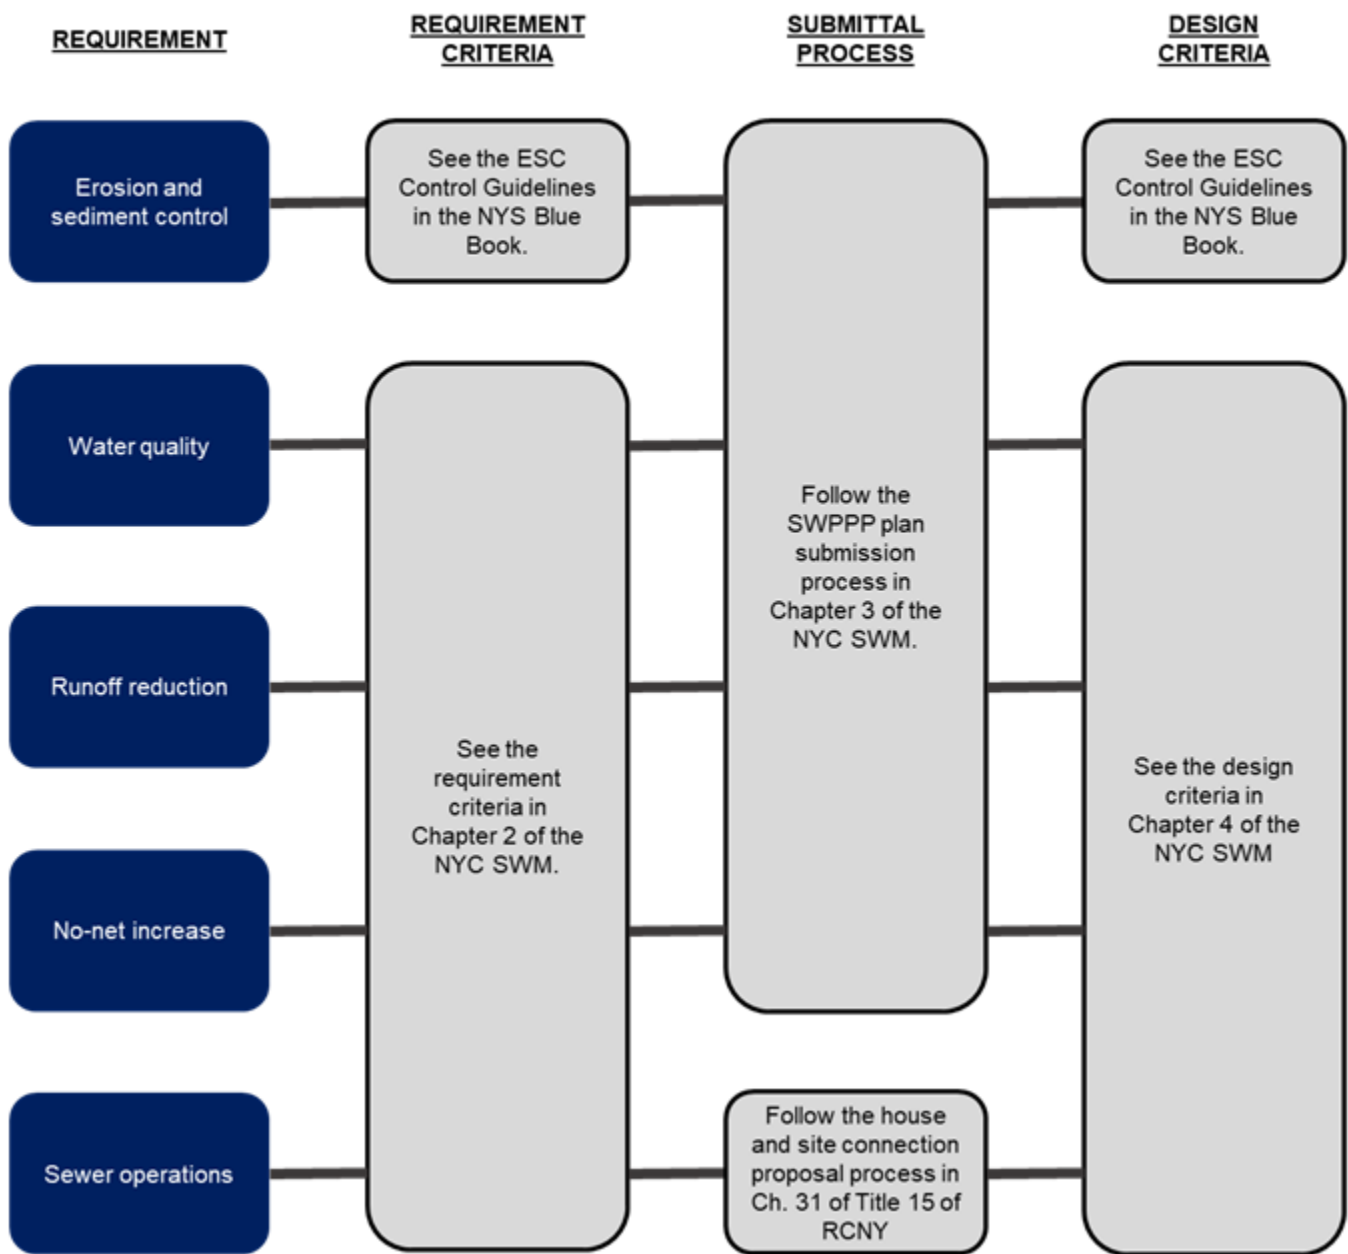 REQUIREMENT
REQUIREMENT
CRITERIA
SUBMITTAL
PROCESS
DESIGN
CRITERIA
Erosion and
sediment control
See the ESC
Control Guidelines
in the NYS Blue
Book.
See the ESC
Control Guidelines
in the NYS Blue
Book.
Water quality
Follow the
SWPPP plan
submission
process in
Chapter 3 of the
NYC SWM.
Runoff reduction
See the
requirement
criteria in
Chapter 2 of the
NYC SWM.
See the design
criteria in
Chapter 4 of the
NYC SWM
No-net increase
Sewer operations
Follow the house
and site connection
proposal process in
Ch. 31 of Title 15 of
RCNY